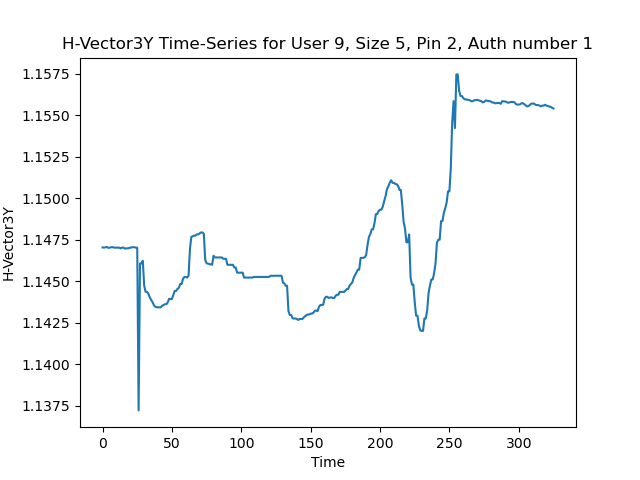 H-Vector3Y Time-Series for User 9, Size 5, Pin 2, Auth number 1
1.1575
1.1550
1.1525
1.1500
1.1475
1.1450
1.1425
1.1400
1.1375
H-Vector3Y
0 50 100 150 200 250 300
Time